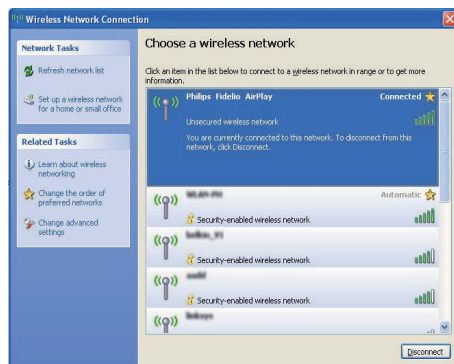 Wireless Network Connection
Network Tasks
Refresh network list
Set up a wireless network
for a home or small office
Related Tasks
Learn about wireless
networking
Change the order of
preferred networks
Change advanced
settings
Choose a wireless network
Click an item in the list below to connect to a wireless network in range or to get more
information.
Philips Fidelio AirPlay Connected
Unsecured wireless network
You are currently connected to this network. To disconnect from this
network, click Disconnect.
Automatic
Security-enabled wireless network
Security-enabled wireless network
Security-enabled wireless network
Disconnect